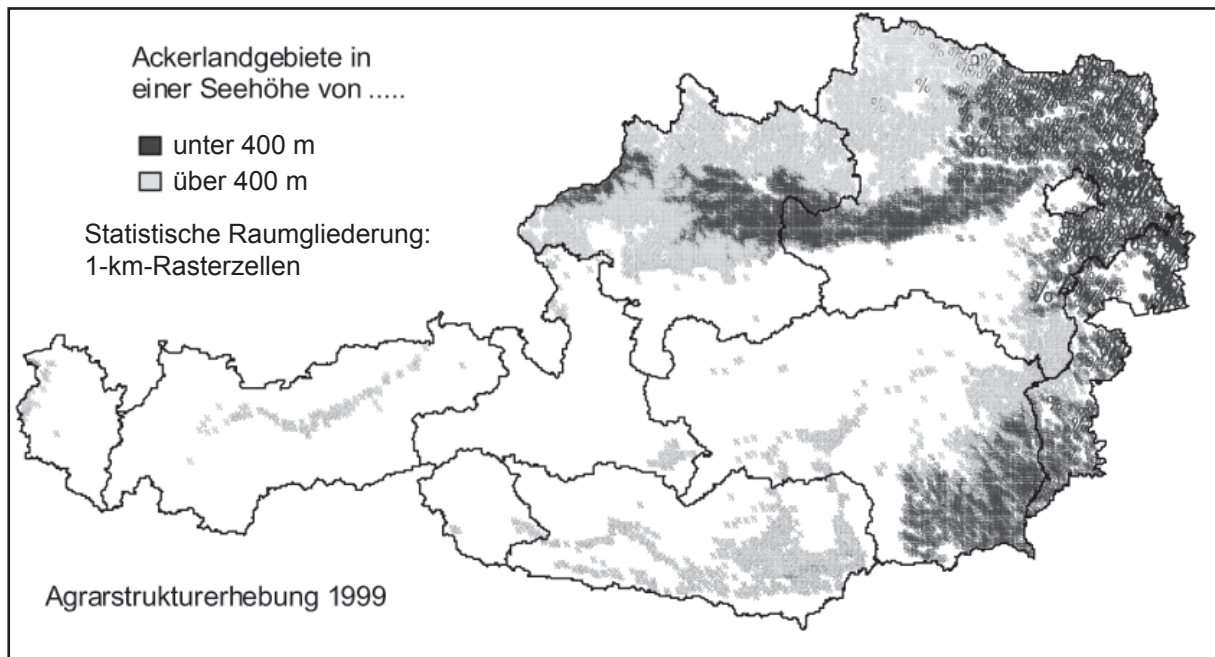 Ackerlandgebiete in
einer Seehöhe von .....
unter 400 m
über 400 m
Statistische Raumgliederung:
1-km-Rasterzellen
Agrarstrukturerhebung 1999